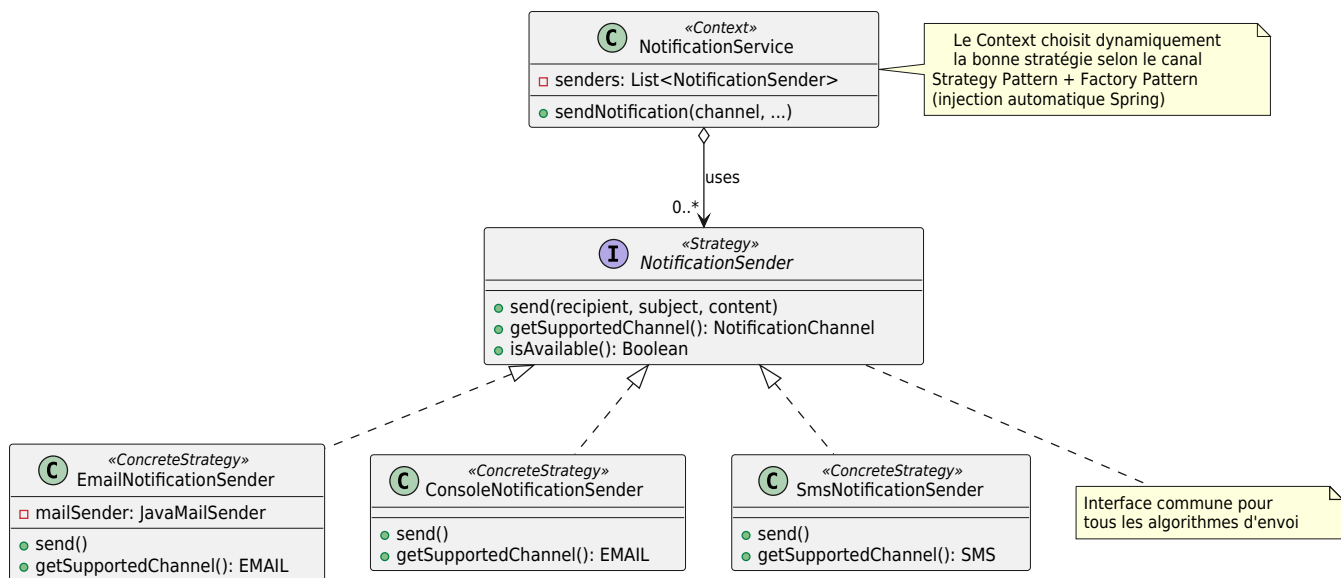 C
«Context»
NotificationService
senders: List<NotificationSender>
sendNotification(channel, ...)
Le Context choisit dynamiquement
la bonne stratégie selon le canal
Strategy Pattern + Factory Pattern
(injection automatique Spring)
uses
0..*
I
«Strategy»
NotificationSender
send(recipient, subject, content)
getSupportedChannel(): NotificationChannel
isAvailable(): Boolean
C
«ConcreteStrategy»
EmailNotificationSender
mailSender: JavaMailSender
send()
getSupportedChannel(): EMAIL
C
«ConcreteStrategy»
ConsoleNotificationSender
send()
getSupportedChannel(): EMAIL
C
«ConcreteStrategy»
SmsNotificationSender
send()
getSupportedChannel(): SMS
Interface commune pour
tous les algorithmes d'envoi